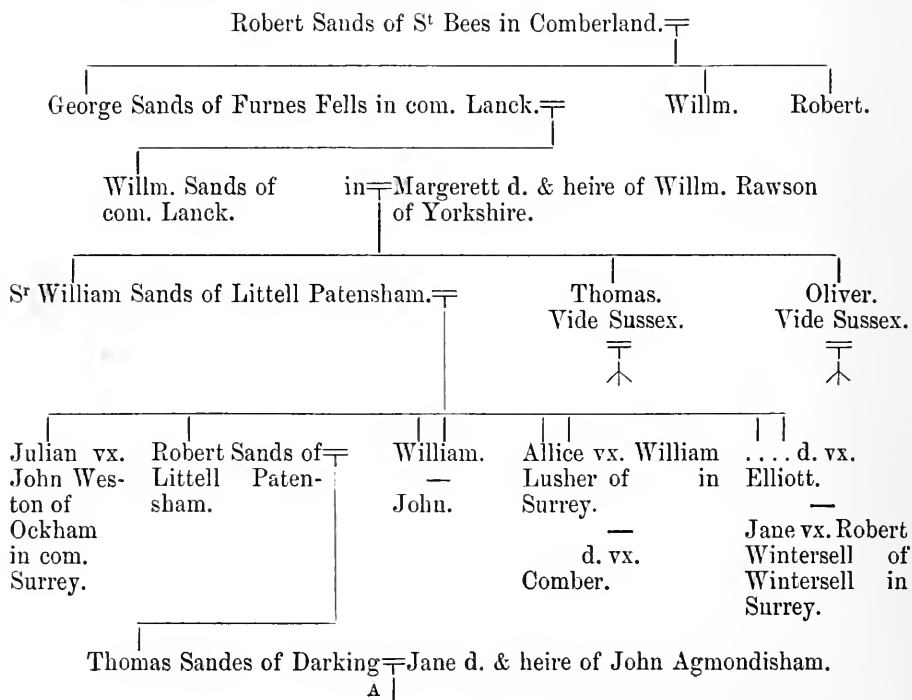 Robert Sands of Sᵗ Bees in Comberland.
George Sands of Furnes Fells in com. Lanck.
Willm.
Robert.
Willm. Sands of in
com. Lanck.
Margerett d. & heire of Willm. Rawson
of Yorkshire.
Sʳ William Sands of Littell Patensham.
Thomas.
Vide Sussex.
Oliver.
Vide Sussex.
Julian vx.
John Wes-
ton of
Ockham
in com.
Surrey.
Robert Sands of
Littell Paten-
sham.
William.
—
John.
Allice vx. William
Lusher of in
Surrey.
—
d. vx.
Comber.
.... d. vx.
Elliott.
—
Jane vx. Robert
Wintersell of
Wintersell in
Surrey.
Thomas Sandes of Darking
Jane d. & heire of John Agmondisham.
A